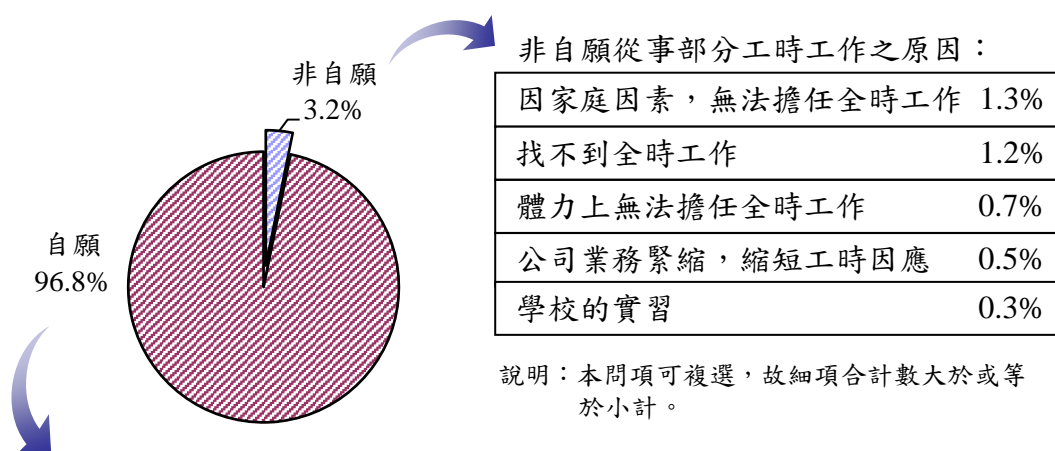 非自願
3.2%
自願
96.8%
非自願從事部分工時工作之原因：
因家庭因素，無法擔任全時工作 1.3%
找不到全時工作 1.2%
體力上無法擔任全時工作 0.7%
公司業務緊縮，縮短工時因應 0.5%
學校的實習 0.3%
說明：本問項可複選，故細項合計數大於或等
於小計。